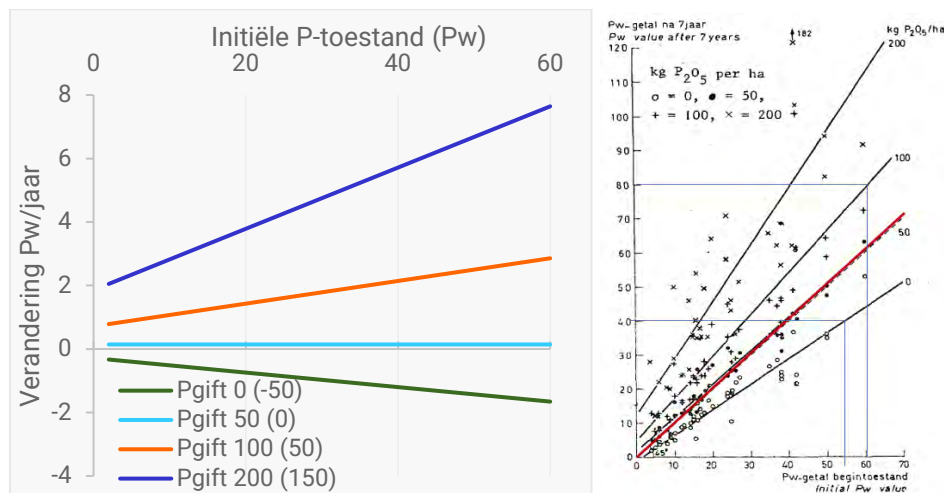 Initiële P-toestand (Pw)
0 20 40 60
8
6
4
2
0
-2
-4
Verandering Pw/jaar
Pgift 0 (-50)
Pgift 50 (0)
Pgift 100 (50)
Pgift 200 (150)
Pw-getal na 7 jaar
Pw value after 7 years
182
kg P2O5/ha
200
kg P2O5 per ha
o = 0, • = 50,
+ = 100, × = 200
120
110
100
90
80
70
60
50
40
30
20
10
0
100
50
0
0 10 20 30 40 50 60 70
Pw-getal begintoestand
Initial Pw value